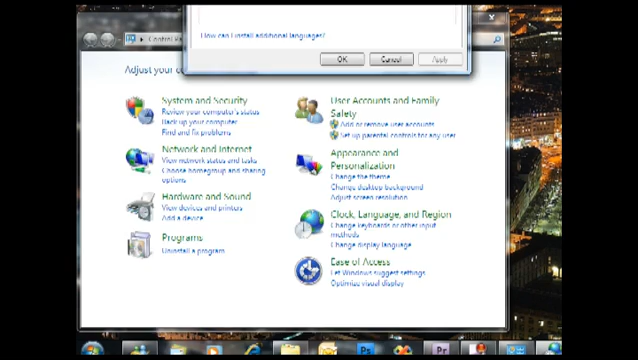 How can I install additional languages?
OK
Cancel
Apply
Control Pa
Adjust your co
System and Security
Review your computer's status
Back up your computer
Find and fix problems
Network and Internet
View network status and tasks
Choose homegroup and sharing
options
Hardware and Sound
View devices and printers
Add a device
Programs
Uninstall a program
User Accounts and Family
Safety
Add or remove user accounts
Set up parental controls for any user
Appearance and
Personalization
Change the theme
Change desktop background
Adjust screen resolution
Clock, Language, and Region
Change keyboards or other input
methods
Change display language
Ease of Access
Let Windows suggest settings
Optimize visual display
Ps
Pr